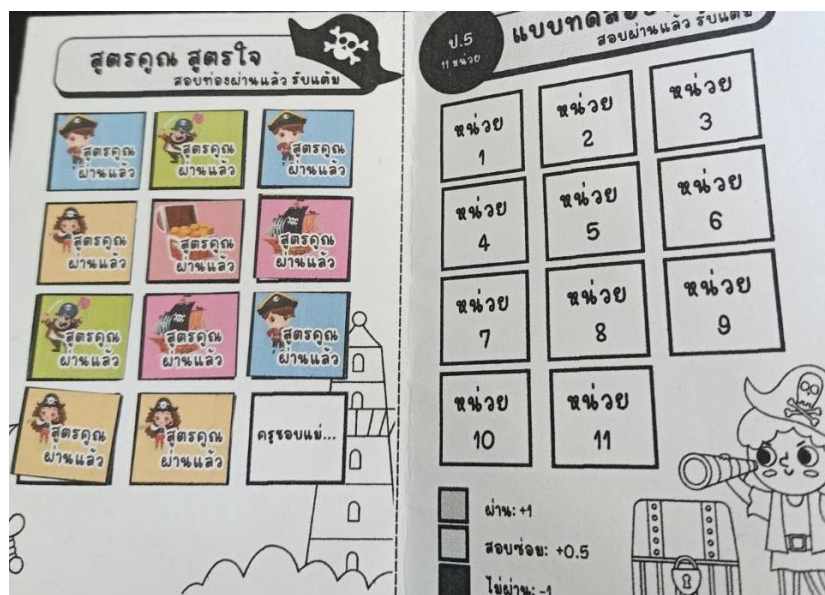 สูตรคูณ สูตรใจ
สอบท่องผ่านแล้ว รับแต้ม
สูตรคูณ
ผ่านแล้ว
สูตรคูณ
ผ่านแล้ว
สูตรคูณ
ผ่านแล้ว
สูตรคูณ
ผ่านแล้ว
สูตรคูณ
ผ่านแล้ว
สูตรคูณ
ผ่านแล้ว
สูตรคูณ
ผ่านแล้ว
สูตรคูณ
ผ่านแล้ว
สูตรคูณ
ผ่านแล้ว
สูตรคูณ
ผ่านแล้ว
สูตรคูณ
ผ่านแล้ว
ครูชอบแม่...
ป.5
11 หน่วย
สอบผ่านแล้ว รับแต้ม
หน่วย
1
หน่วย
2
หน่วย
3
หน่วย
4
หน่วย
5
หน่วย
6
หน่วย
7
หน่วย
8
หน่วย
9
หน่วย
10
หน่วย
11
ผ่าน: +1
สอบซ่อม: +0.5
ไม่ผ่าน: -1